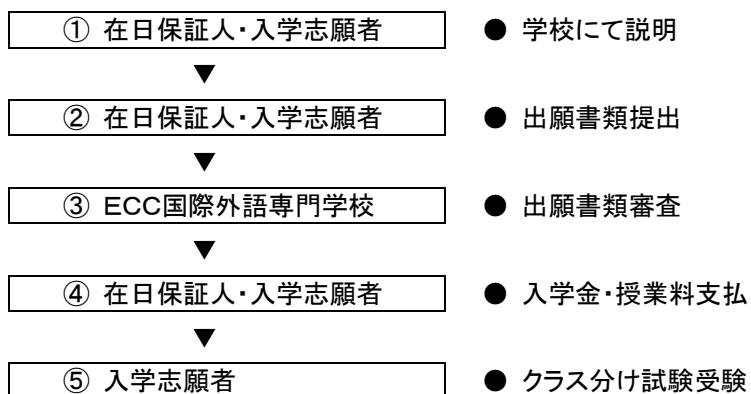 ① 在日保証人・入学志願者 ● 学校にて説明
▼
② 在日保証人・入学志願者 ● 出願書類提出
▼
③ ECC国際外語専門学校 ● 出願書類審査
▼
④ 在日保証人・入学志願者 ● 入学金・授業料支払
▼
⑤ 入学志願者 ● クラス分け試験受験